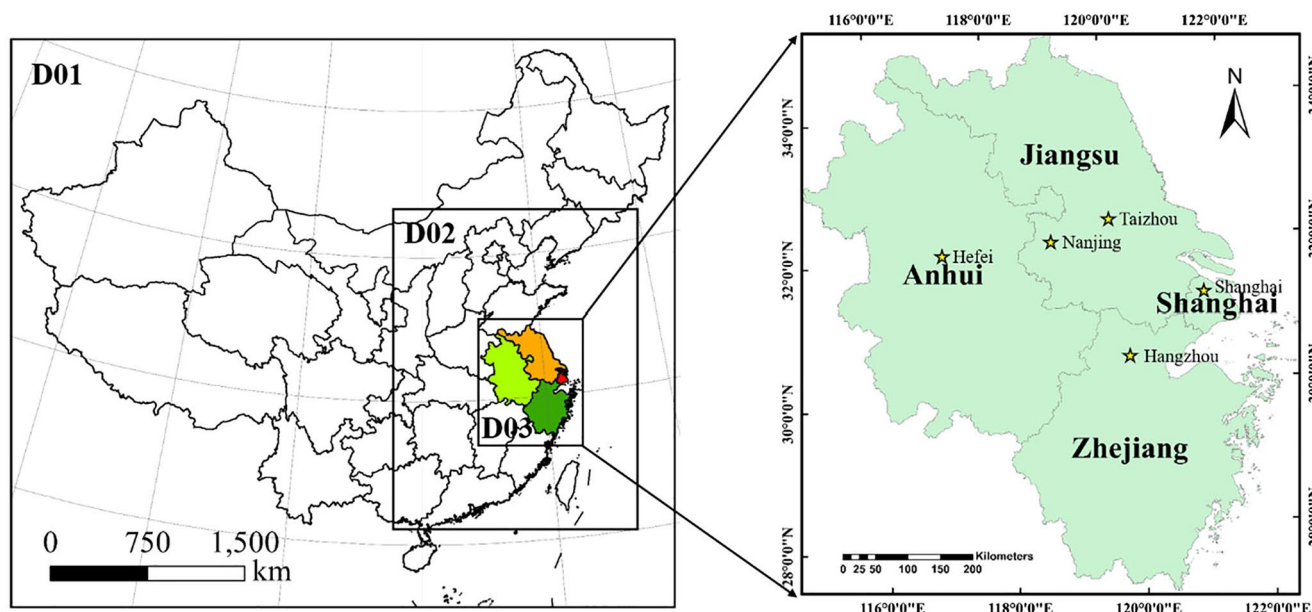 D01
D02
D03
0 750 1,500
km
116°0'0"E 118°0'0"E 120°0'0"E 122°0'0"E
N
34°0'0"N
32°0'0"N
30°0'0"N
28°0'0"N
Jiangsu
Taizhou
Nanjing
Hefei
Anhui
Shanghai
Shanghai
Hangzhou
Zhejiang
0 25 50 100 150 200
Kilometers
116°0'0"E 118°0'0"E 120°0'0"E 122°0'0"E